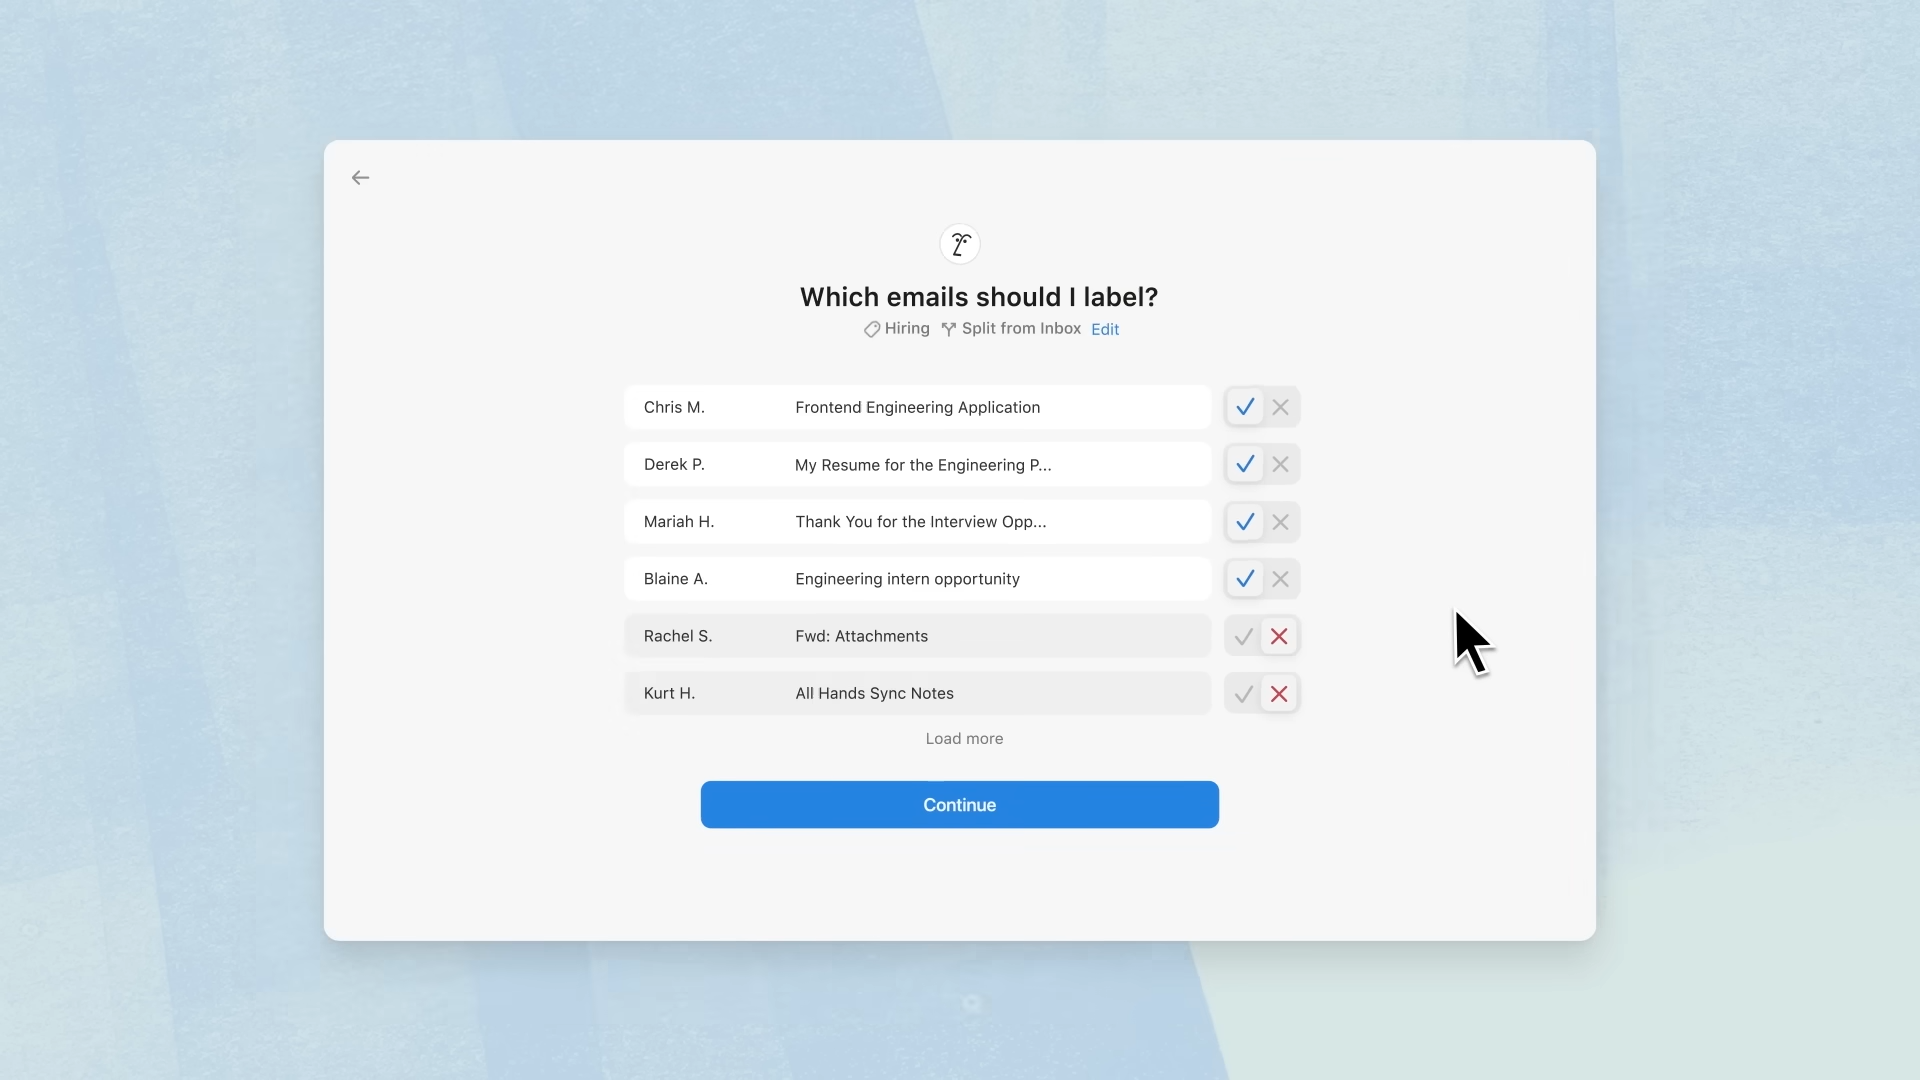 Which emails should I label?
Hiring Split from Inbox Edit
Chris M. Frontend Engineering Application
Derek P. My Resume for the Engineering P...
Mariah H. Thank You for the Interview Opp...
Blaine A. Engineering intern opportunity
Rachel S. Fwd: Attachments
Kurt H. All Hands Sync Notes
Load more
Continue